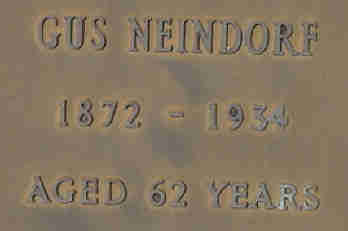 GUS NEINDORF
1872 - 1934
AGED 62 YEARS